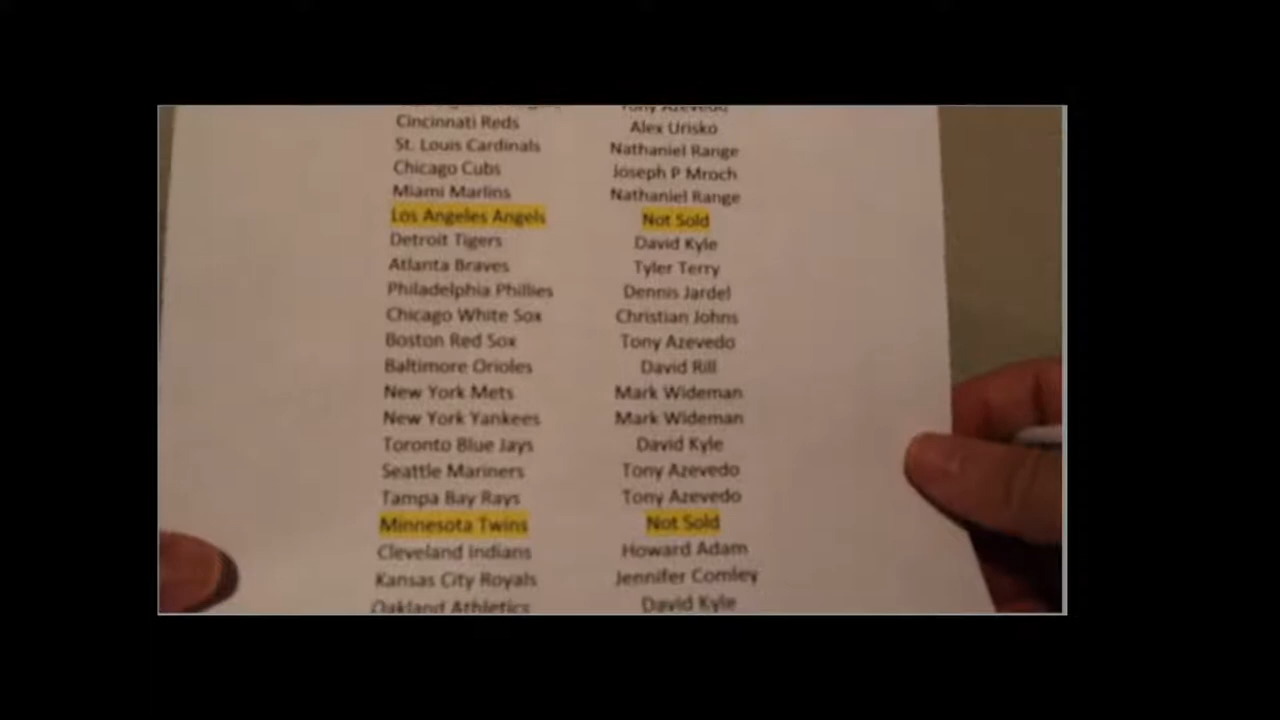 Tony Azevedo
Cincinnati Reds Alex Urisko
St. Louis Cardinals Nathaniel Range
Chicago Cubs Joseph P Mroch
Miami Marlins Nathaniel Range
Los Angeles Angels Not Sold
Detroit Tigers David Kyle
Atlanta Braves Tyler Terry
Philadelphia Phillies Dennis Jardel
Chicago White Sox Christian Johns
Boston Red Sox Tony Azevedo
Baltimore Orioles David Rill
New York Mets Mark Wideman
New York Yankees Mark Wideman
Toronto Blue Jays David Kyle
Seattle Mariners Tony Azevedo
Tampa Bay Rays Tony Azevedo
Minnesota Twins Not Sold
Cleveland Indians Howard Adam
Kansas City Royals Jennifer Comley
Oakland Athletics David Kyle